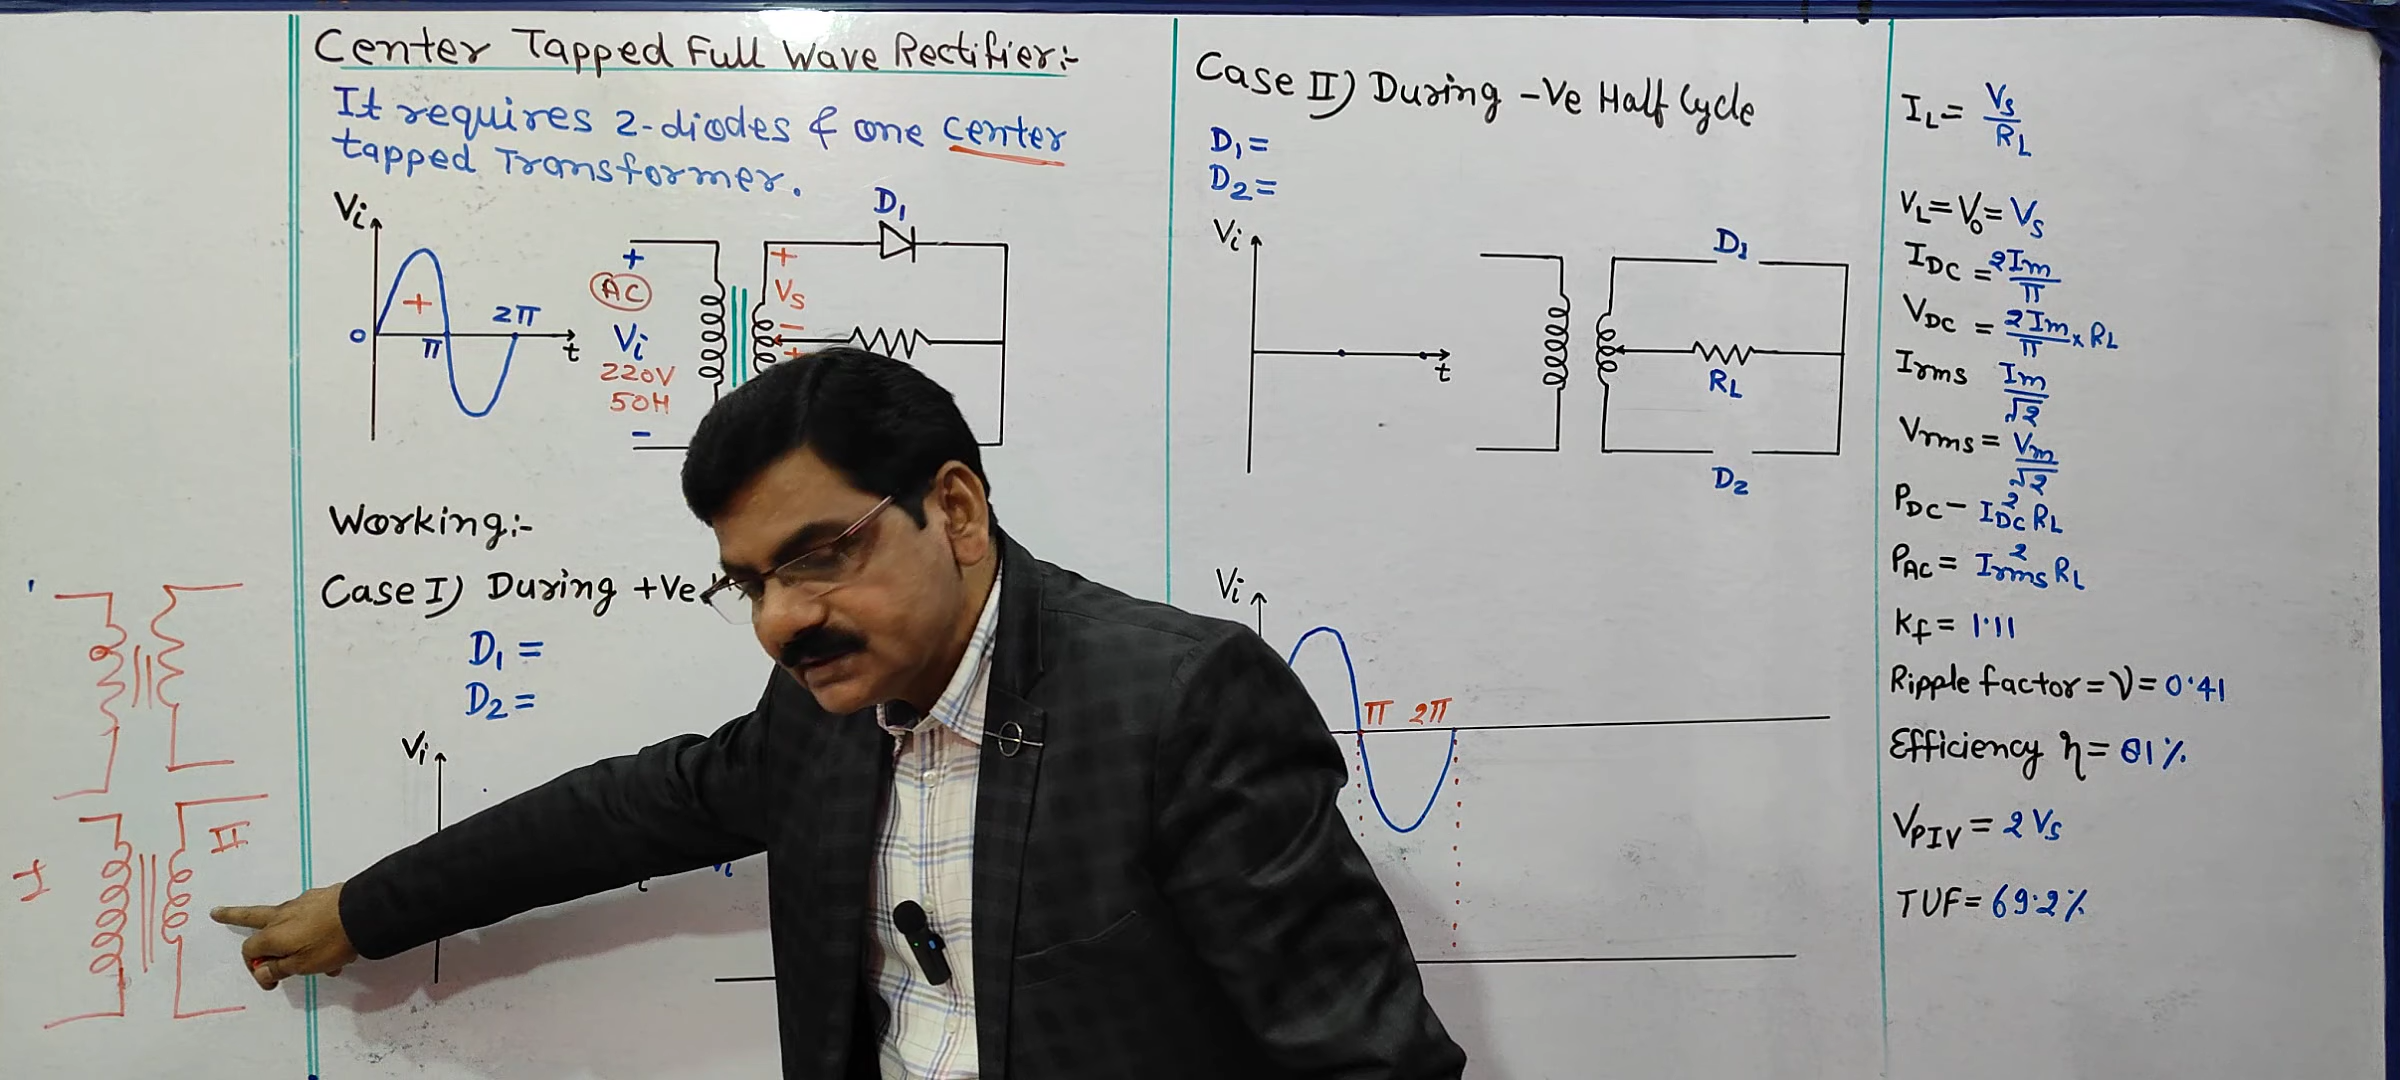 Center Tapped Full Wave Rectifier:-
It requires 2-diodes & one center
tapped Transformer.
Vi
+
0
π
2π
t
+
AC
Vi
220V
50H
-
D1
+
Vs
-
+
Working:-
Case I) During +Ve
D1 =
D2 =
Vi
t
Vi
I
II
Case II) During -Ve Half Cycle
D1 =
D2 =
Vi
t
D1
RL
D2
Vi
π 2π
IL = Vs/RL
VL = Vo = Vs
IDC = 2Im/π
VDC = 2Im/π × RL
Irms Im/√2
Vrms = Vm/√2
PDC - I²DC RL
PAC = I²rms RL
Kf = 1.11
Ripple factor = ν = 0.41
Efficiency η = 81%
VPIV = 2Vs
TUF = 69.2%